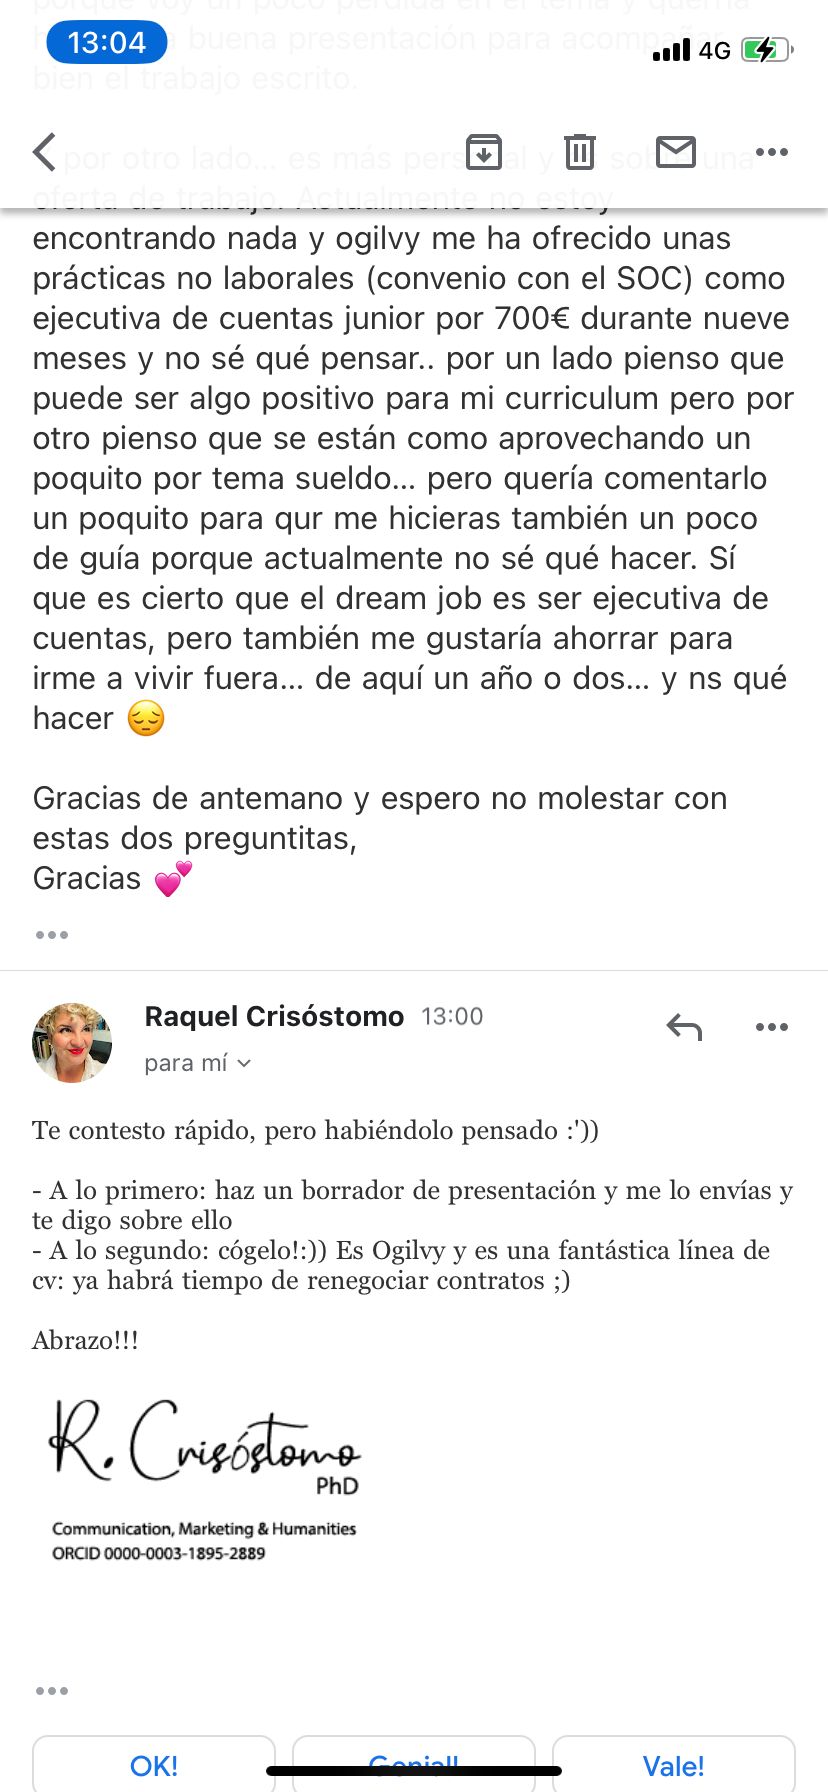 porque voy un poco perdida en el tema y querría
13:04
buena presentación para acompañar
4G
bien el trabajo escrito.
por otro lado... es más personal y es sobre una
oferta de trabajo. Actualmente no estoy
encontrando nada y ogilvy me ha ofrecido unas
prácticas no laborales (convenio con el SOC) como
ejecutiva de cuentas junior por 700€ durante nueve
meses y no sé qué pensar.. por un lado pienso que
puede ser algo positivo para mi curriculum pero por
otro pienso que se están como aprovechando un
poquito por tema sueldo... pero quería comentarlo
un poquito para qur me hicieras también un poco
de guía porque actualmente no sé qué hacer. Sí
que es cierto que el dream job es ser ejecutiva de
cuentas, pero también me gustaría ahorrar para
irme a vivir fuera... de aquí un año o dos... y ns qué
hacer 😔
Gracias de antemano y espero no molestar con
estas dos preguntitas,
Gracias 💕
Raquel Crisóstomo 13:00
para mí
Te contesto rápido, pero habiéndolo pensado :'))
- A lo primero: haz un borrador de presentación y me lo envías y
te digo sobre ello
- A lo segundo: cógelo!:)) Es Ogilvy y es una fantástica línea de
cv: ya habrá tiempo de renegociar contratos ;)
Abrazo!!!
R. Crisóstomo
PhD
Communication, Marketing & Humanities
ORCID 0000-0003-1895-2889
OK!
Genial!
Vale!